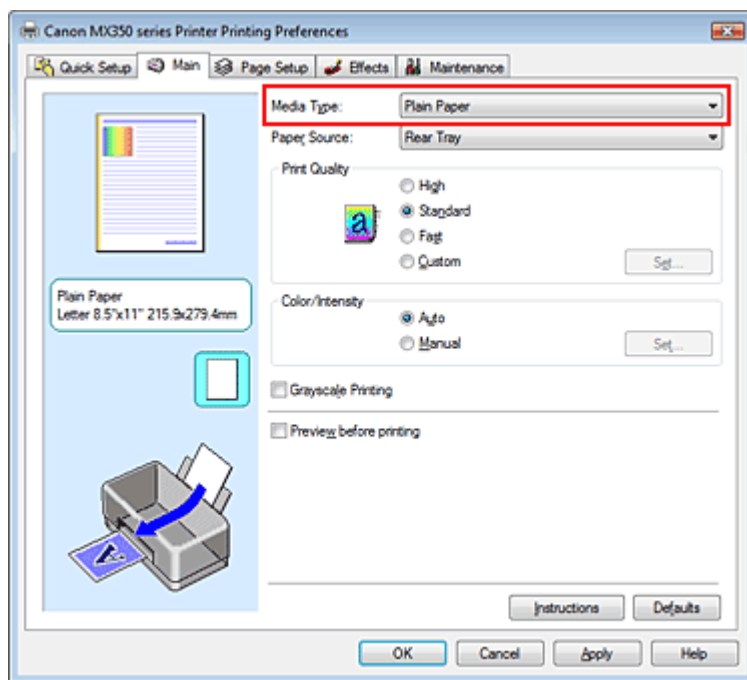 Canon MX350 series Printer Printing Preferences
Quick Setup Main Page Setup Effects Maintenance
Media Type: Plain Paper
Paper Source: Rear Tray
Print Quality
High
a Standard
Fast
Custom Set...
Plain Paper
Letter 8.5"x11" 215.9x279.4mm
Color/Intensity
Auto
Manual Set...
Grayscale Printing
Preview before printing
A
Instructions Defaults
OK Cancel Apply Help